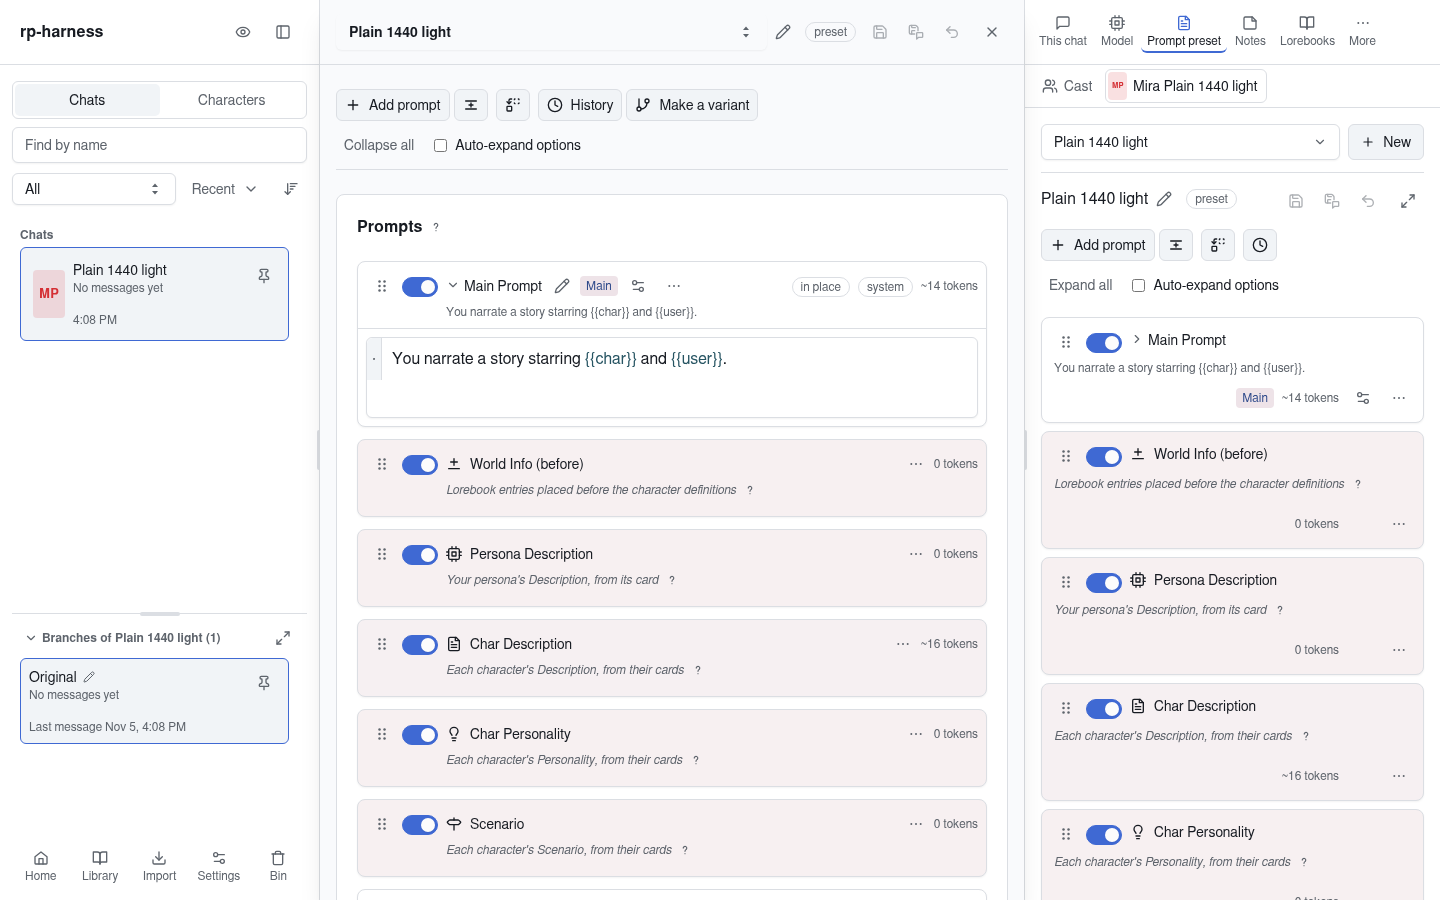 rp-harness
Chats
Characters
Find by name
All
Recent
Chats
MP
Plain 1440 light
No messages yet
4:08 PM
Branches of Plain 1440 light (1)
Original
No messages yet
Last message Nov 5, 4:08 PM
Home
Library
Import
Settings
Bin
Plain 1440 light
preset
Add prompt
History
Make a variant
Collapse all
Auto-expand options
Prompts ?
Main Prompt
Main
in place
system
~14 tokens
You narrate a story starring {{char}} and {{user}}.
You narrate a story starring {{char}} and {{user}}.
World Info (before)
0 tokens
Lorebook entries placed before the character definitions ?
Persona Description
0 tokens
Your persona's Description, from its card ?
Char Description
~16 tokens
Each character's Description, from their cards ?
Char Personality
0 tokens
Each character's Personality, from their cards ?
Scenario
0 tokens
Each character's Scenario, from their cards ?
This chat
Model
Prompt preset
Notes
Lorebooks
More
Cast
MP
Mira Plain 1440 light
Plain 1440 light
New
Plain 1440 light
preset
Add prompt
Expand all
Auto-expand options
Main Prompt
You narrate a story starring {{char}} and {{user}}.
Main
~14 tokens
World Info (before)
Lorebook entries placed before the character definitions ?
0 tokens
Persona Description
Your persona's Description, from its card ?
0 tokens
Char Description
Each character's Description, from their cards ?
~16 tokens
Char Personality
Each character's Personality, from their cards ?